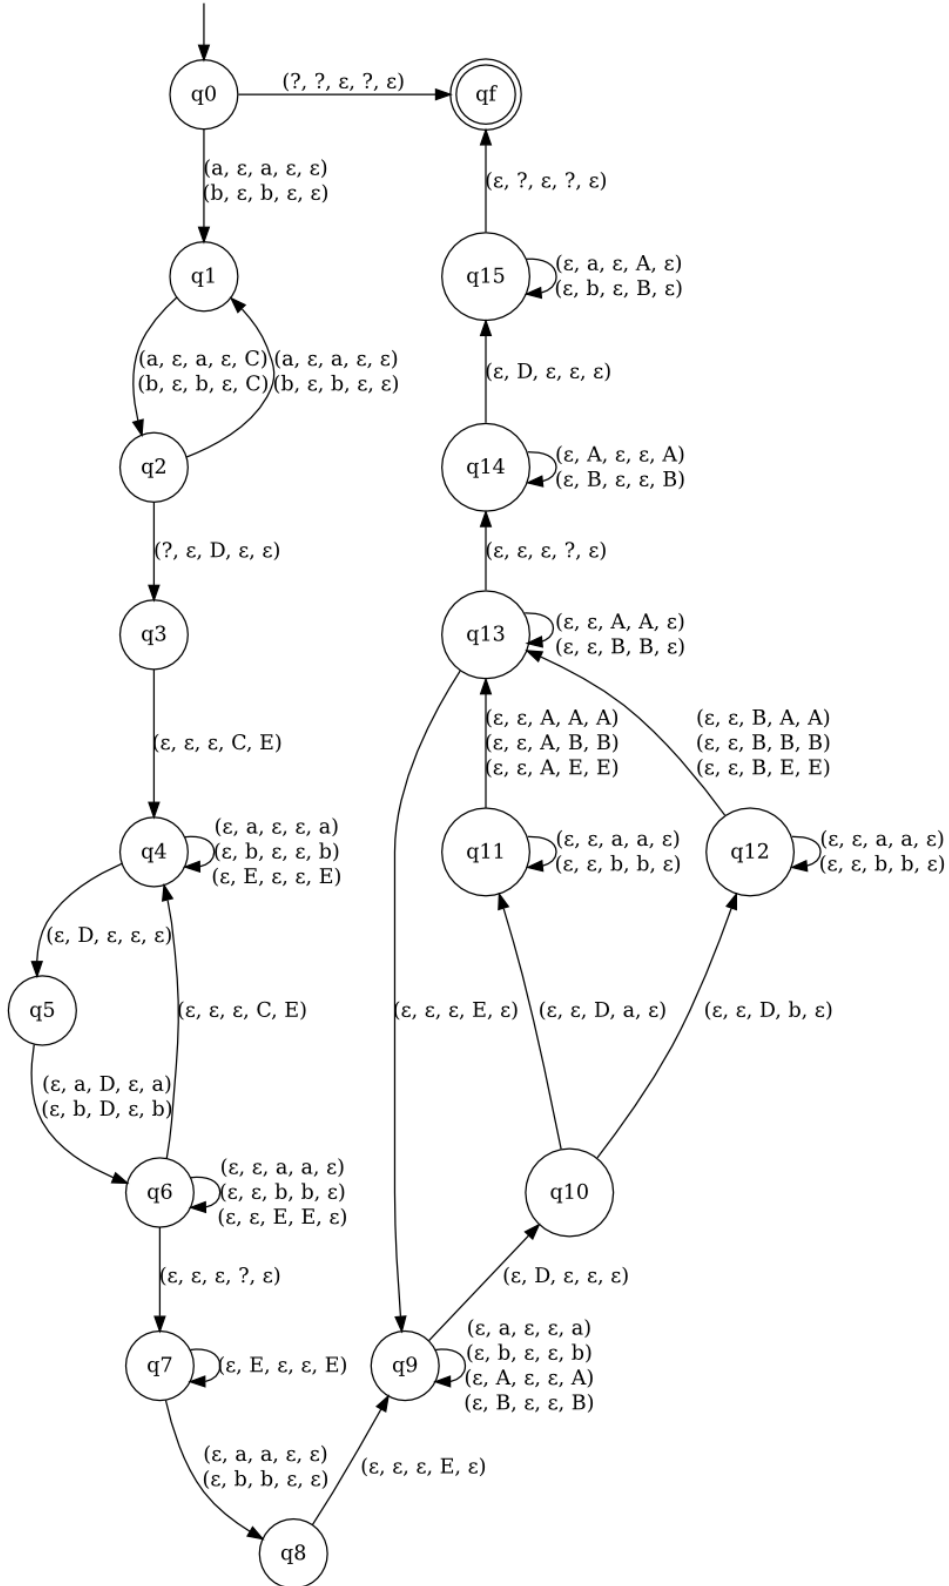 q0
(?, ?, ε, ?, ε)
qf
(a, ε, a, ε, ε)
(b, ε, b, ε, ε)
(ε, ?, ε, ?, ε)
q1
q15
(ε, a, ε, A, ε)
(ε, b, ε, B, ε)
(a, ε, a, ε, C)
(b, ε, b, ε, C)
(a, ε, a, ε, ε)
(b, ε, b, ε, ε)
(ε, D, ε, ε, ε)
q2
q14
(ε, A, ε, ε, A)
(ε, B, ε, ε, B)
(?, ε, D, ε, ε)
(ε, ε, ε, ?, ε)
q3
q13
(ε, ε, A, A, ε)
(ε, ε, B, B, ε)
(ε, ε, ε, C, E)
(ε, ε, A, A, A)
(ε, ε, A, B, B)
(ε, ε, A, E, E)
(ε, ε, B, A, A)
(ε, ε, B, B, B)
(ε, ε, B, E, E)
q4
(ε, a, ε, ε, a)
(ε, b, ε, ε, b)
(ε, E, ε, ε, E)
q11
(ε, ε, a, a, ε)
(ε, ε, b, b, ε)
q12
(ε, ε, a, a, ε)
(ε, ε, b, b, ε)
(ε, D, ε, ε, ε)
q5
(ε, ε, ε, C, E)
(ε, ε, ε, E, ε)
(ε, ε, D, a, ε)
(ε, ε, D, b, ε)
(ε, a, D, ε, a)
(ε, b, D, ε, b)
q6
(ε, ε, a, a, ε)
(ε, ε, b, b, ε)
(ε, ε, E, E, ε)
q10
(ε, ε, ε, ?, ε)
(ε, D, ε, ε, ε)
q7
(ε, E, ε, ε, E)
q9
(ε, a, ε, ε, a)
(ε, b, ε, ε, b)
(ε, A, ε, ε, A)
(ε, B, ε, ε, B)
(ε, a, a, ε, ε)
(ε, b, b, ε, ε)
(ε, ε, ε, E, ε)
q8